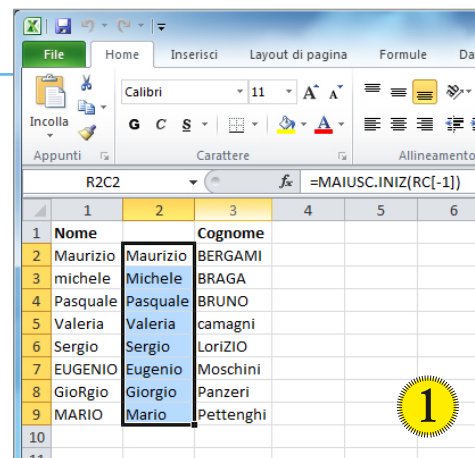 File Home Inserisci Layout di pagina Formule Da
Incolla
Calibri 11 A A
G C S A
Appunti Carattere Allineamento
R2C2 fx =MAIUSC.INIZ(RC[-1])
1 2 3 4 5 6
1 Nome Cognome
2 Maurizio Maurizio BERGAMI
3 michele Michele BRAGA
4 Pasquale Pasquale BRUNO
5 Valeria Valeria camagni
6 Sergio Sergio LoriZIO
7 EUGENIO Eugenio Moschini
8 GioRgio Giorgio Panzeri
9 MARIO Mario Pettenghi
10
11
1